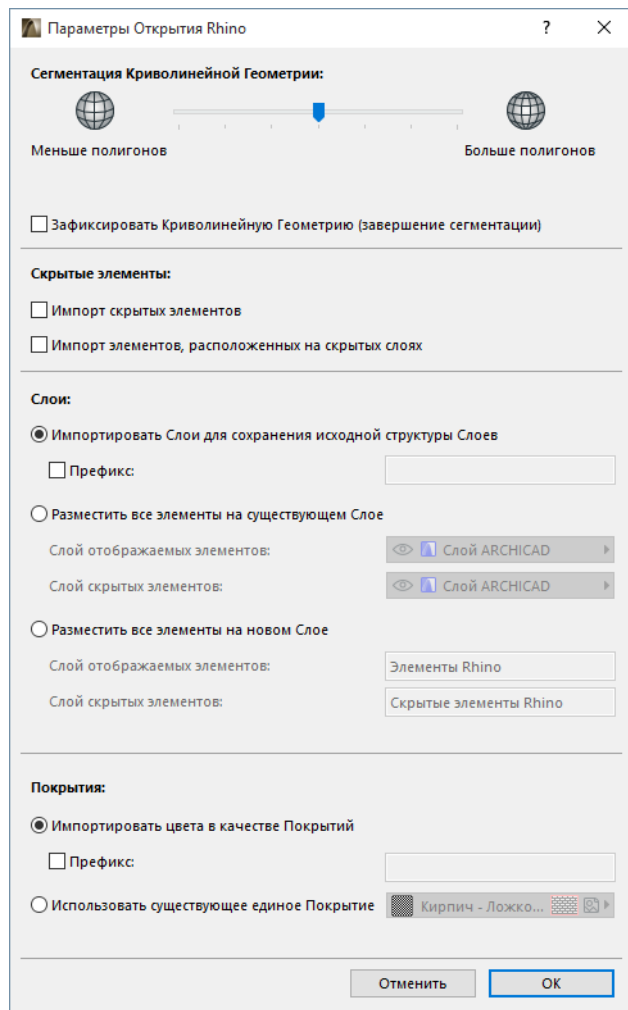 Параметры Открытия Rhino ? ×
Сегментация Криволинейной Геометрии:
Меньше полигонов Больше полигонов
Зафиксировать Криволинейную Геометрию (завершение сегментации)
Скрытые элементы:
Импорт скрытых элементов
Импорт элементов, расположенных на скрытых слоях
Слои:
Импортировать Слои для сохранения исходной структуры Слоев
Префикс:
Разместить все элементы на существующем Слое
Слой отображаемых элементов: Слой ARCHICAD
Слой скрытых элементов: Слой ARCHICAD
Разместить все элементы на новом Слое
Слой отображаемых элементов: Элементы Rhino
Слой скрытых элементов: Скрытые элементы Rhino
Покрытия:
Импортировать цвета в качестве Покрытий
Префикс:
Использовать существующее единое Покрытие Кирпич - Ложко...
Отменить OK